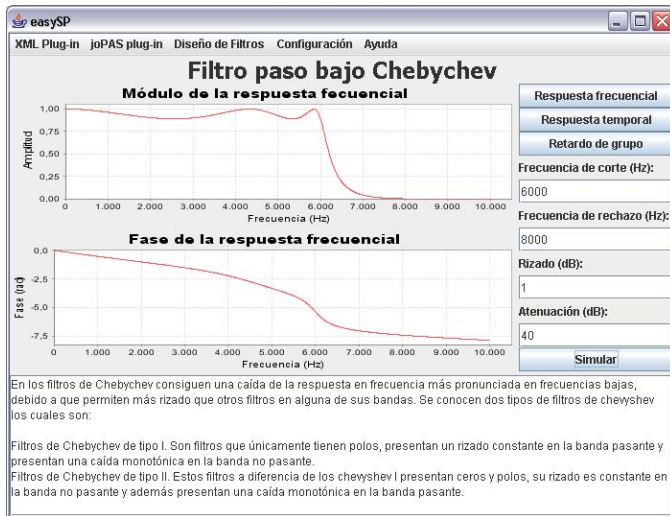 easySP
XML Plug-in joPAS plug-in Diseño de Filtros Configuración Ayuda
Filtro paso bajo Chebychev
Módulo de la respuesta fecuencial
Amplitud
1,00
0,75
0,50
0,25
0,00
0 1.000 2.000 3.000 4.000 5.000 6.000 7.000 8.000 9.000 10.000
Frecuencia (Hz)
Fase de la respuesta frecuencial
Fase (rad)
0,0
-2,5
-5,0
-7,5
0 1.000 2.000 3.000 4.000 5.000 6.000 7.000 8.000 9.000 10.000
Frecuencia (Hz)
Respuesta frecuencial
Respuesta temporal
Retardo de grupo
Frecuencia de corte (Hz):
6000
Frecuencia de rechazo (Hz):
8000
Rizado (dB):
1
Atenuación (dB):
40
Simular
En los filtros de Chebychev consiguen una caída de la respuesta en frecuencia más pronunciada en frecuencias bajas,
debido a que permiten más rizado que otros filtros en alguna de sus bandas. Se conocen dos tipos de filtros de chevyshev
los cuales son:
Filtros de Chebychev de tipo I. Son filtros que únicamente tienen polos, presentan un rizado constante en la banda pasante y
presentan una caída monotónica en la banda no pasante.
Filtros de Chebychev de tipo II. Estos filtros a diferencia de los chevyshev I presentan ceros y polos, su rizado es constante en
la banda no pasante y además presentan una caída monotónica en la banda pasante.